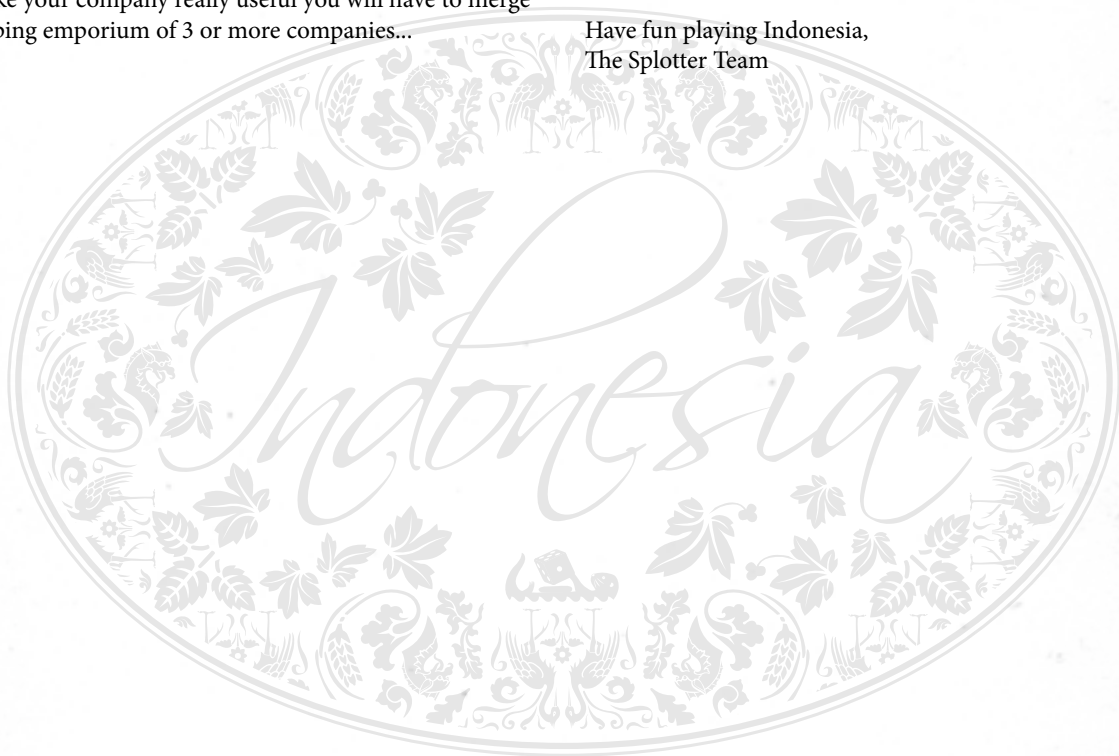 ke your company really useful you will have to merge
ping emporium of 3 or more companies...
Have fun playing Indonesia,
The Splotter Team
Indonesia